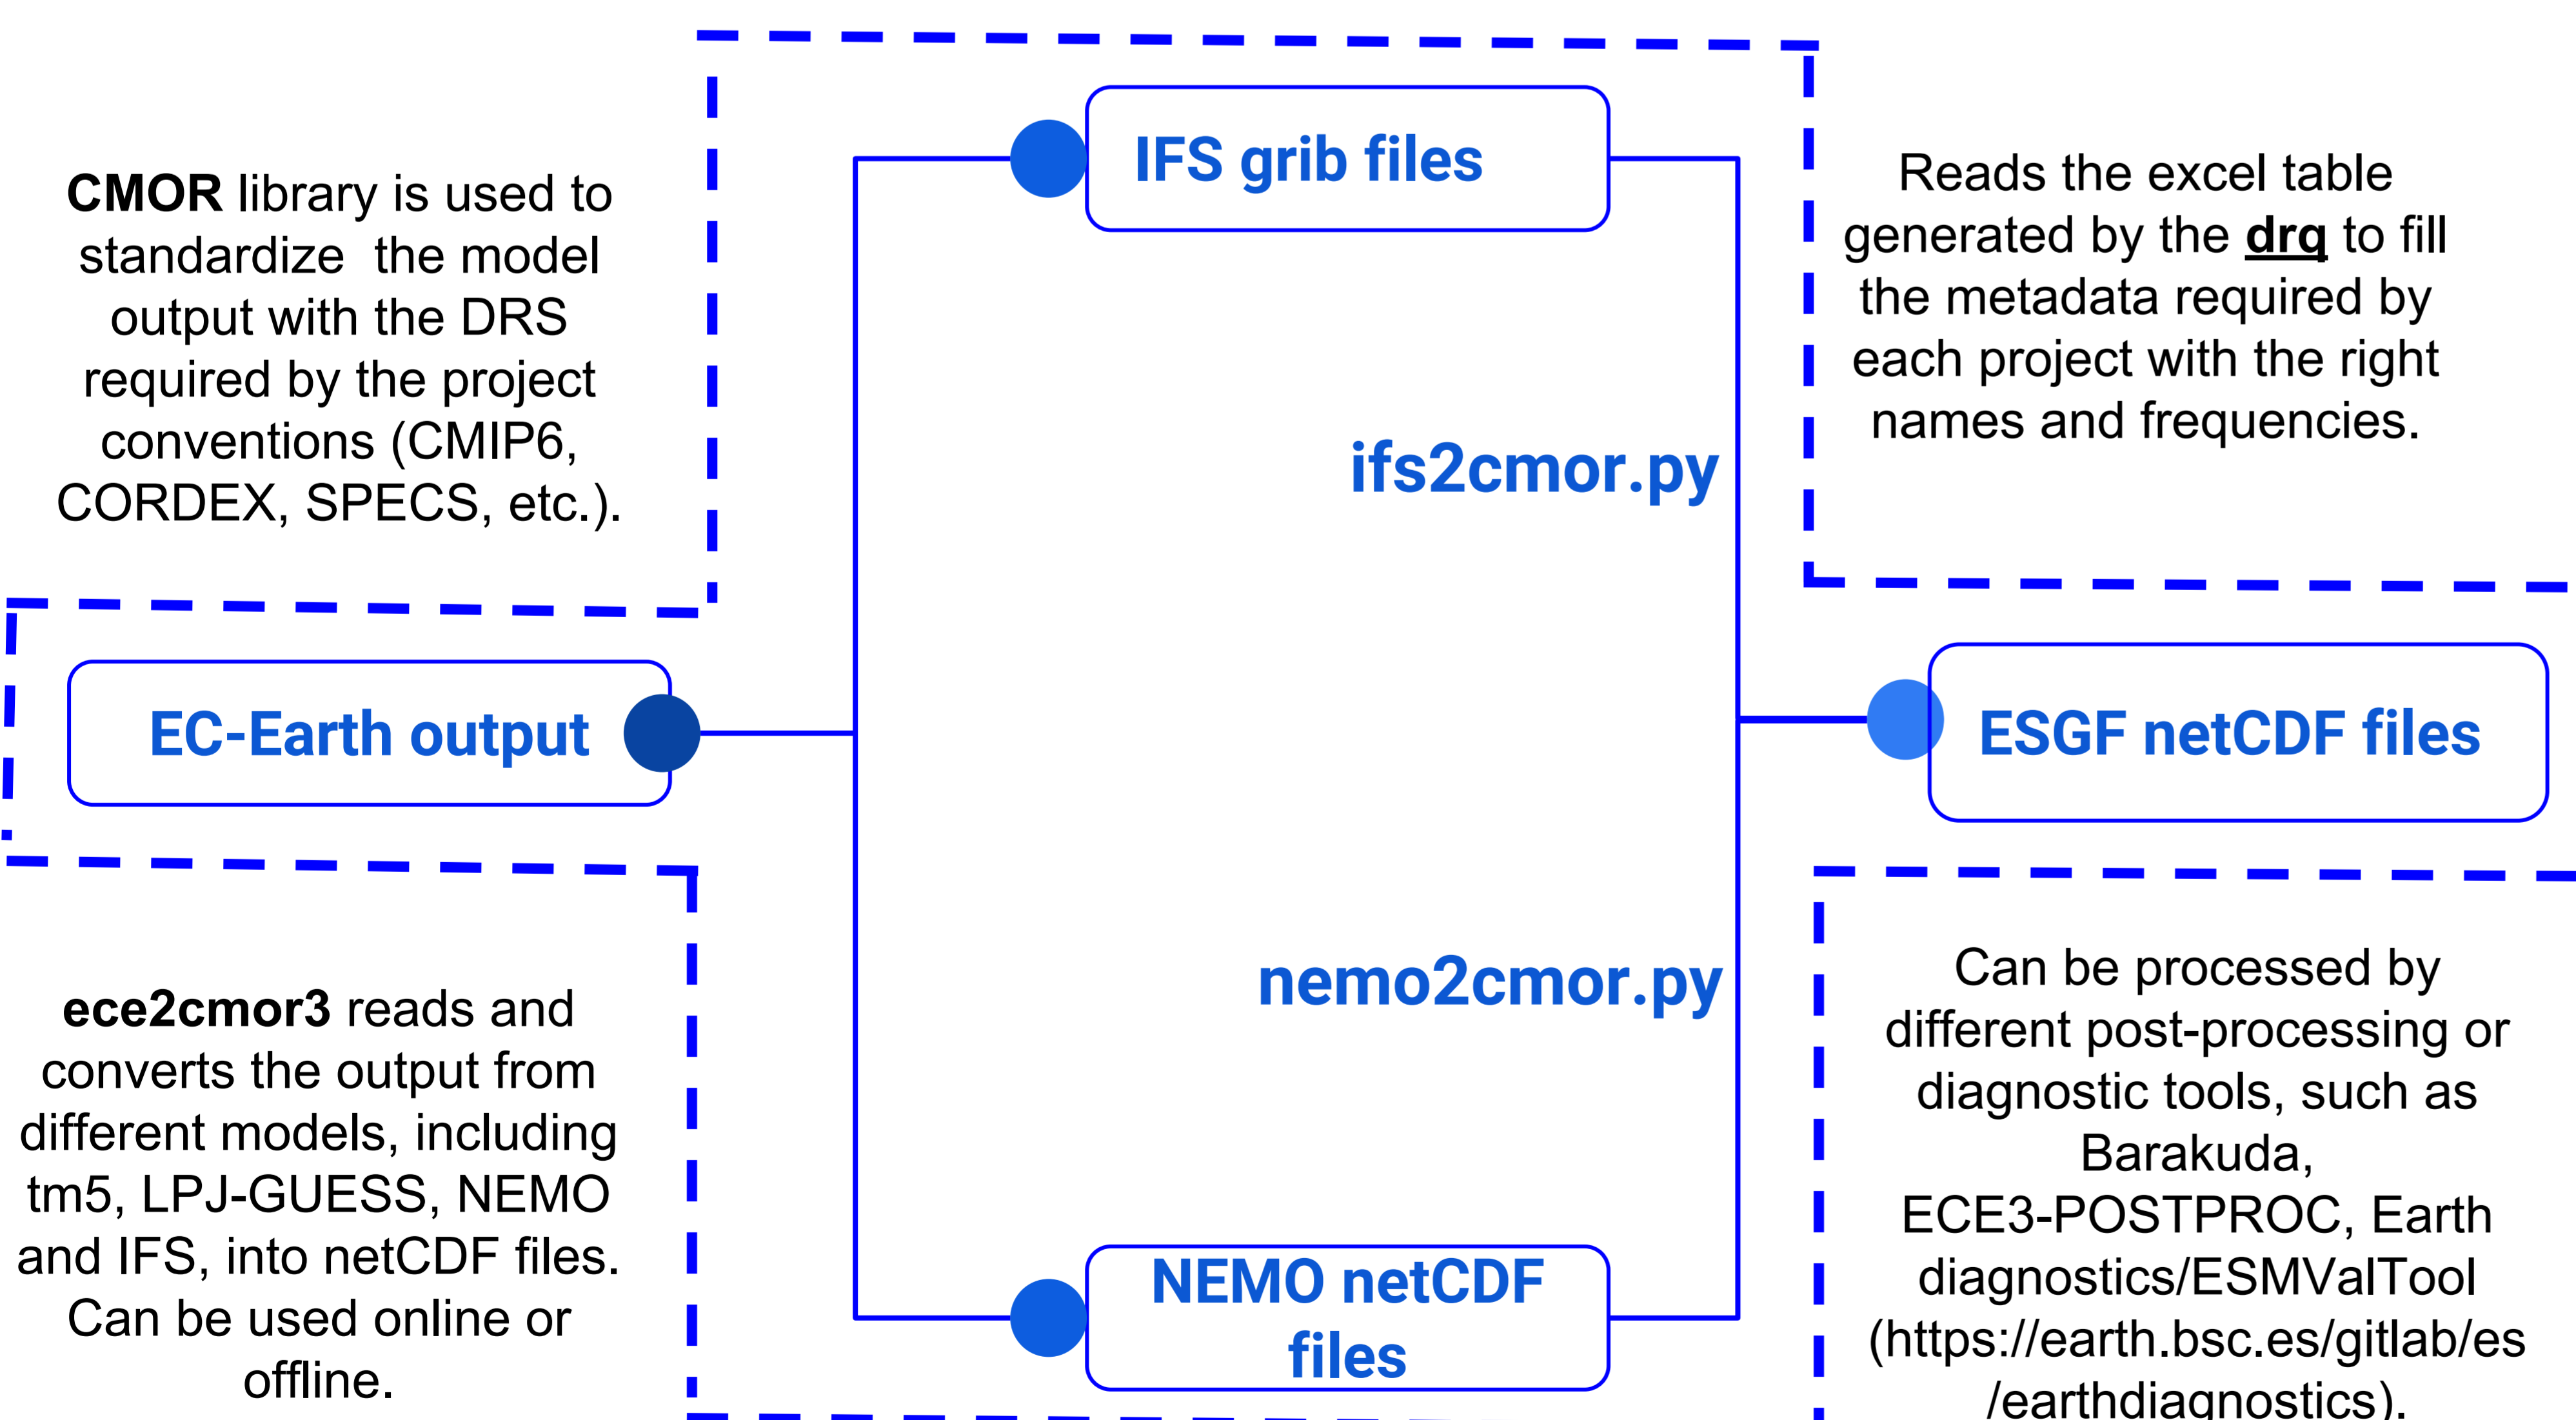 CMOR library is used to
standardize  the model
output with the DRS
required by the project
conventions (CMIP6,
CORDEX, SPECS, etc.).
IFS grib files
ifs2cmor.py
Reads the excel table
generated by the drq to fill
the metadata required by
each project with the right
names and frequencies.
EC-Earth output
ESGF netCDF files
ece2cmor3 reads and
converts the output from
different models, including
tm5, LPJ-GUESS, NEMO
and IFS, into netCDF files.
Can be used online or
offline.
nemo2cmor.py
NEMO netCDF
files
Can be processed by
different post-processing or
diagnostic tools, such as
Barakuda,
ECE3-POSTPROC, Earth
diagnostics/ESMValTool
(https://earth.bsc.es/gitlab/es
/earthdiagnostics).